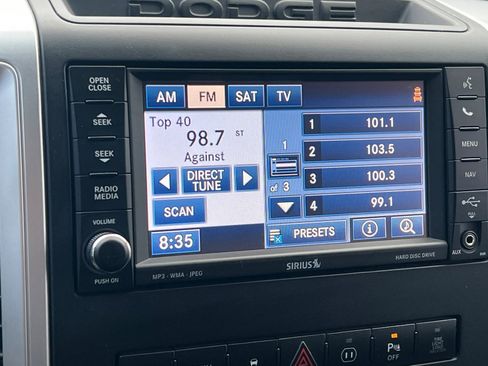 DODGE
OPEN
CLOSE
SEEK
SEEK
RADIO
MEDIA
VOLUME
PUSH ON
AM FM SAT TV
Top 40
98.7 ST
Against
DIRECT
TUNE
SCAN
8:35
1
of 3
1 101.1
2 103.5
3 100.3
4 99.1
PRESETS
MENU
NAV
PULL
AUX
MP3 · WMA · JPEG
SIRIUS
HARD DISC DRIVE
OFF